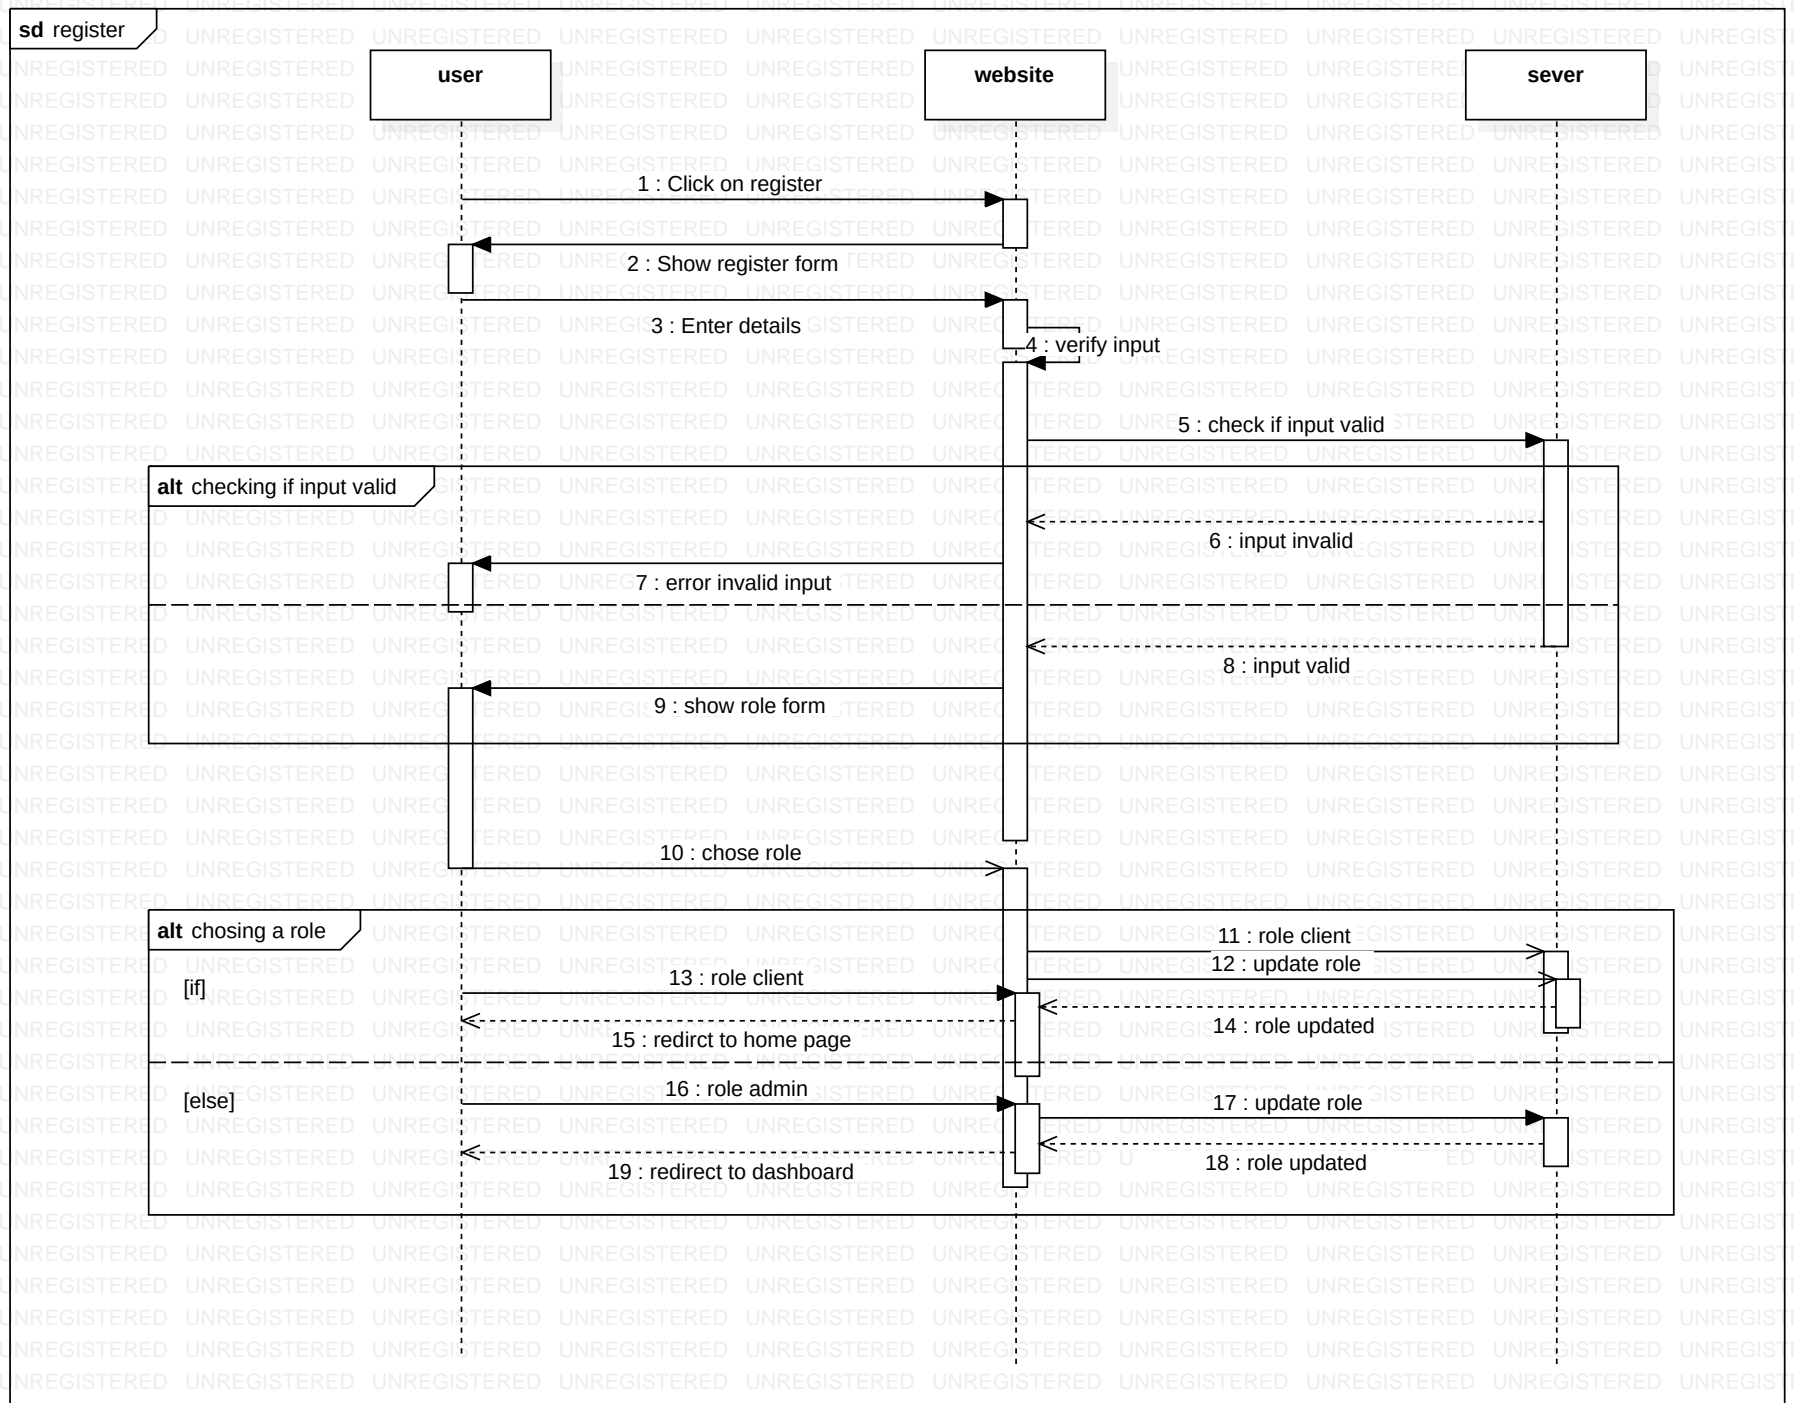 sd register
user
website
sever
1 : Click on register
2 : Show register form
3 : Enter details
4 : verify input
5 : check if input valid
alt checking if input valid
6 : input invalid
7 : error invalid input
8 : input valid
9 : show role form
10 : chose role
alt chosing a role
11 : role client
12 : update role
13 : role client
[if]
14 : role updated
15 : redirct to home page
16 : role admin
[else]
17 : update role
18 : role updated
19 : redirect to dashboard
UNREGISTERED